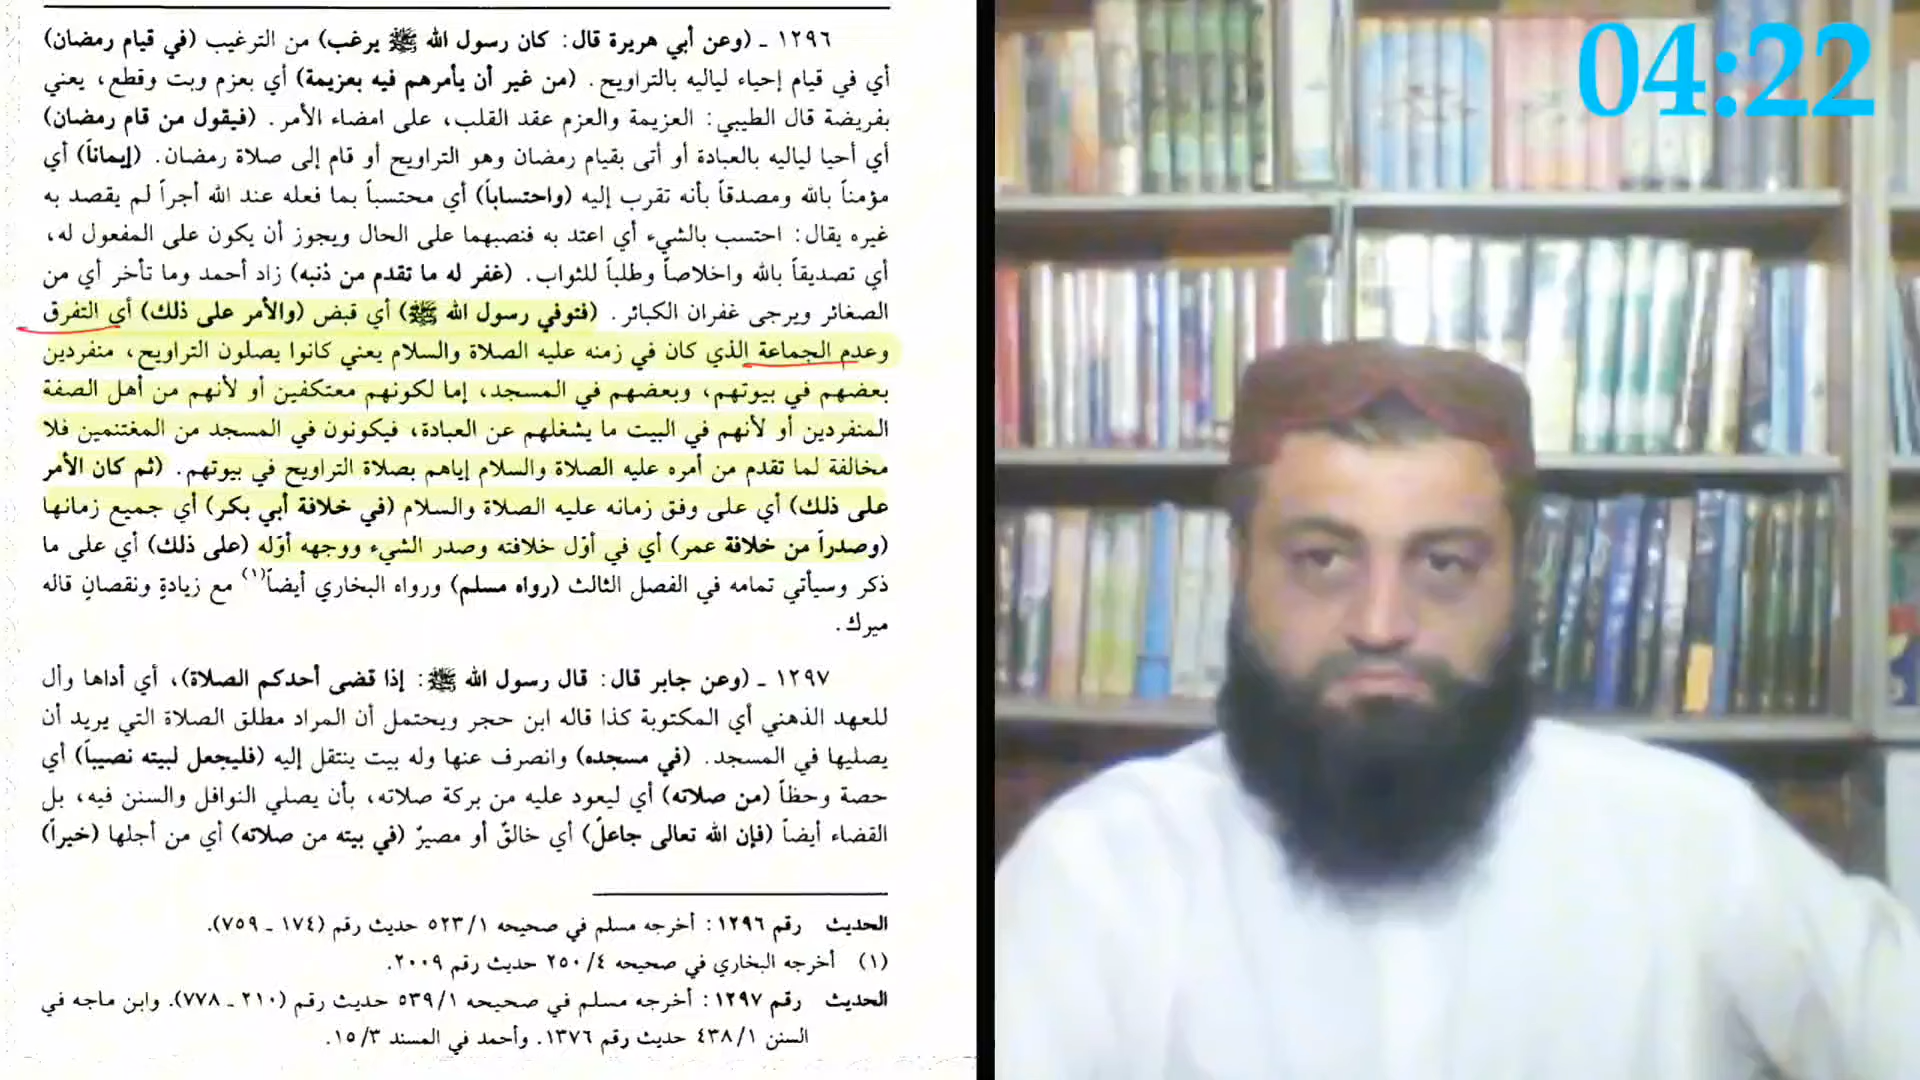 ١٢٩٦ ـ (وعن أبي هريرة قال: كان رسول الله ﷺ يرغب) من الترغيب (في قيام رمضان)
أي في قيام إحياء لياليه بالتراويح. (من غير أن يأمرهم فيه بعزيمة) أي بعزم وبت وقطع، يعني
بفريضة قال الطيبي: العزيمة والعزم عقد القلب، على امضاء الأمر. (فيقول من قام رمضان)
أي أحيا لياليه بالعبادة أو أتى بقيام رمضان وهو التراويح أو قام إلى صلاة رمضان. (إيماناً) أي
مؤمناً بالله ومصدقاً بأنه تقرب إليه (واحتساباً) أي محتسباً بما فعله عند الله أجراً لم يقصد به
غيره يقال: احتسب بالشيء أي اعتد به فنصبهما على الحال ويجوز أن يكون على المفعول له،
أي تصديقاً بالله واخلاصاً وطلباً للثواب. (غفر له ما تقدم من ذنبه) زاد أحمد وما تأخر أي من
الصغائر ويرجى غفران الكبائر. (فتوفي رسول الله ﷺ) أي قبض (والأمر على ذلك) أي التفرق
وعدم الجماعة الذي كان في زمنه عليه الصلاة والسلام يعني كانوا يصلون التراويح، منفردين
بعضهم في بيوتهم، وبعضهم في المسجد، إما لكونهم معتكفين أو لأنهم من أهل الصفة
المنفردين أو لأنهم في البيت ما يشغلهم عن العبادة، فيكونون في المسجد من المغتنمين فلا
مخالفة لما تقدم من أمره عليه الصلاة والسلام إياهم بصلاة التراويح في بيوتهم. (ثم كان الأمر
على ذلك) أي على وفق زمانه عليه الصلاة والسلام (في خلافة أبي بكر) أي جميع زمانها
(وصدراً من خلافة عمر) أي في أوّل خلافته وصدر الشيء ووجهه أوّله (على ذلك) أي على ما
ذكر وسيأتي تمامه في الفصل الثالث (رواه مسلم) ورواه البخاري أيضاً(١) مع زيادةٍ ونقصانٍ قاله
ميرك.
١٢٩٧ ـ (وعن جابر قال: قال رسول الله ﷺ: إذا قضى أحدكم الصلاة)، أي أداها وأل
للعهد الذهني أي المكتوبة كذا قاله ابن حجر ويحتمل أن المراد مطلق الصلاة التي يريد أن
يصليها في المسجد. (في مسجده) وانصرف عنها وله بيت ينتقل إليه (فليجعل لبيته نصيباً) أي
حصة وحظاً (من صلاته) أي ليعود عليه من بركة صلاته، بأن يصلي النوافل والسنن فيه، بل
القضاء أيضاً (فإن الله تعالى جاعلٌ) أي خالقٌ أو مصيرٌ (في بيته من صلاته) أي من أجلها (خيراً)
الحديث رقم ١٢٩٦: أخرجه مسلم في صحيحه ٥٢٣/١ حديث رقم (١٧٤ ـ ٧٥٩).
(١) أخرجه البخاري في صحيحه ٢٥٠/٤ حديث رقم ٢٠٠٩.
الحديث رقم ١٢٩٧: أخرجه مسلم في صحيحه ٥٣٩/١ حديث رقم (٢١٠ ـ ٧٧٨). وابن ماجه في
السنن ٤٣٨/١ حديث رقم ١٣٧٦. وأحمد في المسند ١٥/٣.
04:22